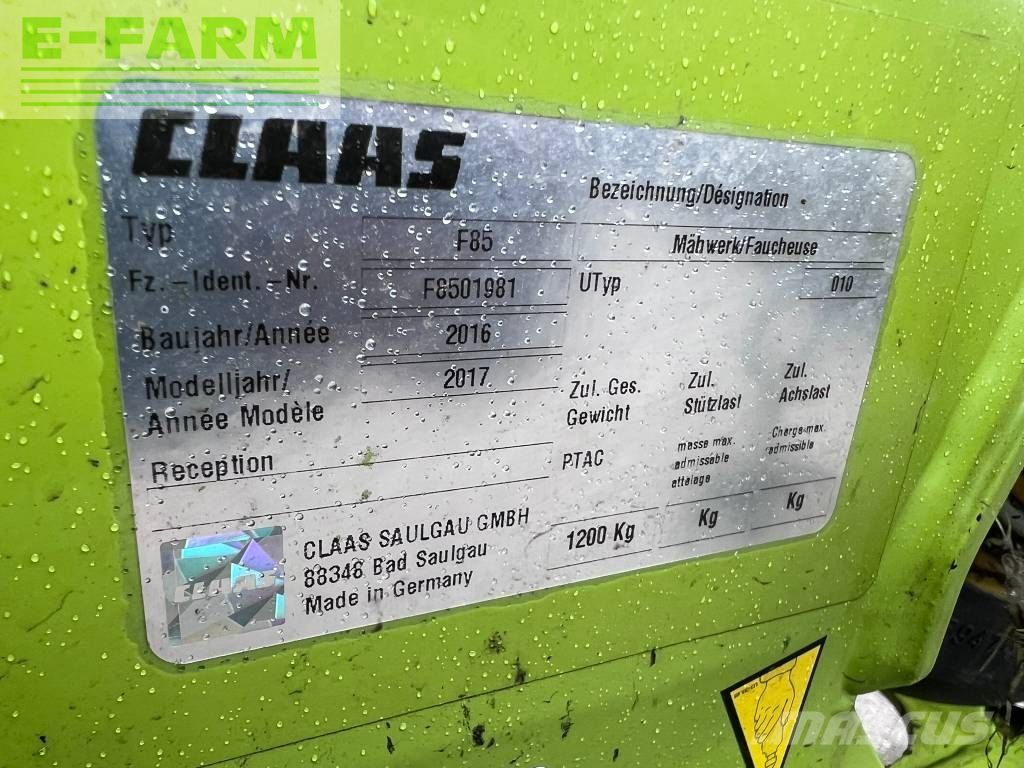 E-FARM
CLAAS
Bezeichnung/Désignation
Typ F85 Mähwerk/Faucheuse
Fz.-Ident.-Nr. F8501981 UTyp 010
Baujahr/Année 2016
Modelljahr/ 2017
Année Modèle
Zul. Ges.
Gewicht
Zul.
Stützlast
Zul.
Achslast
Reception
PTAC
masse max.
admissable
attelage
Charge max.
admissible
1200 Kg Kg Kg
CLAAS SAULGAU GMBH
88348 Bad Saulgau
Made in Germany
MASCUS